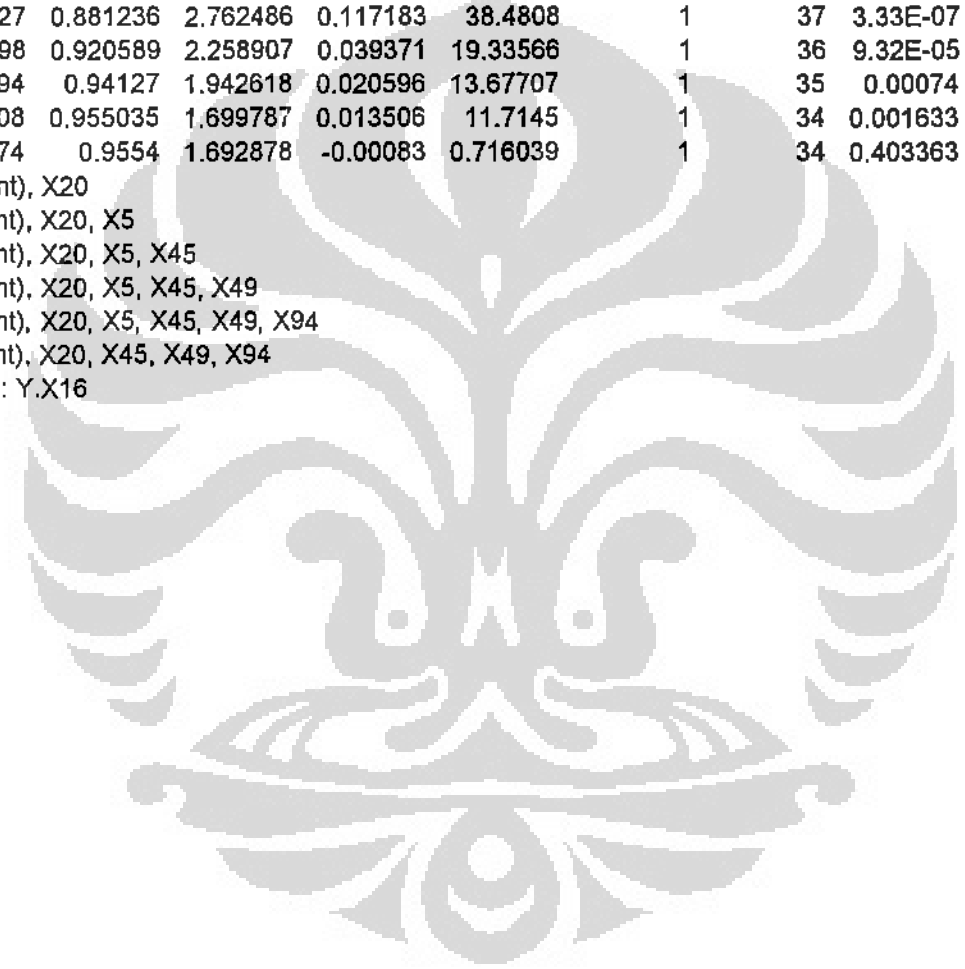 27 0.881236 2.762486 0.117183 38.4808 1 37 3.33E-07
98 0.920589 2.258907 0.039371 19.33566 1 36 9.32E-05
94 0.94127 1.942618 0.020596 13.67707 1 35 0.00074
08 0.955035 1.699787 0.013506 11.7145 1 34 0.001633
74 0.9554 1.692878 -0.00083 0.716039 1 34 0.403363
nt), X20
nt), X20, X5
nt), X20, X5, X45
nt), X20, X5, X45, X49
nt), X20, X5, X45, X49, X94
nt), X20, X45, X49, X94
: Y.X16